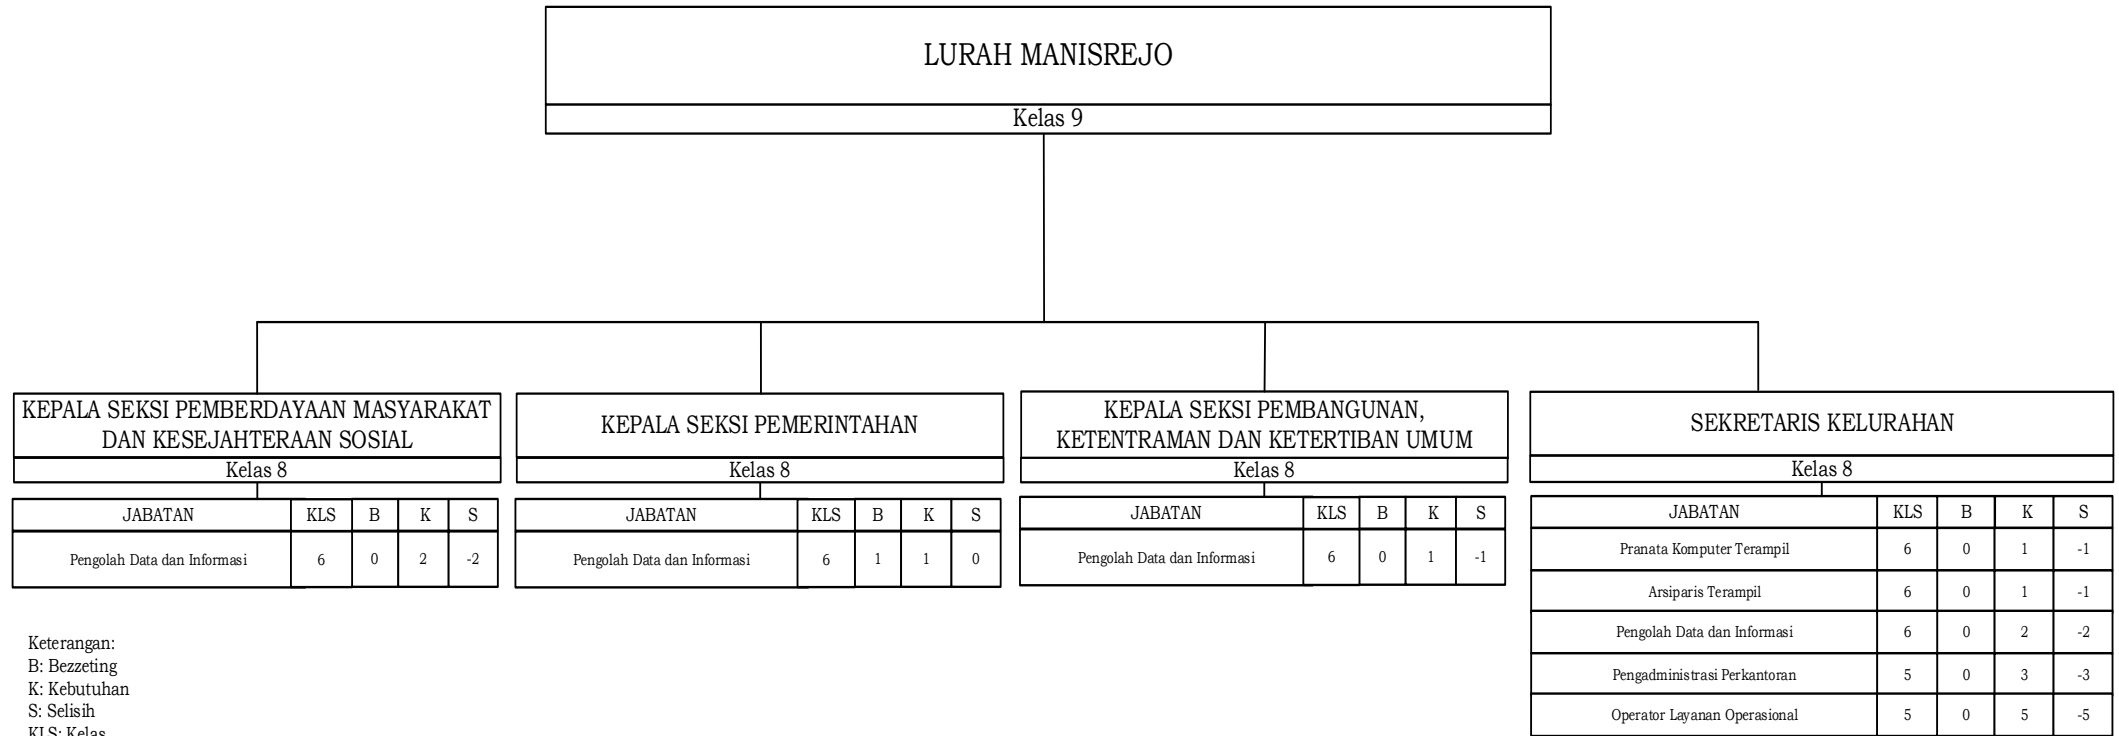 LURAH MANISREJO
Kelas 9
KEPALA SEKSI PEMBERDAYAAN MASYARAKAT
DAN KESEJAHTERAAN SOSIAL
Kelas 8
JABATAN KLS B K S
Pengolah Data dan Informasi 6 0 2 -2
KEPALA SEKSI PEMERINTAHAN
Kelas 8
JABATAN KLS B K S
Pengolah Data dan Informasi 6 1 1 0
KEPALA SEKSI PEMBANGUNAN,
KETENTRAMAN DAN KETERTIBAN UMUM
Kelas 8
JABATAN KLS B K S
Pengolah Data dan Informasi 6 0 1 -1
SEKRETARIS KELURAHAN
Kelas 8
JABATAN KLS B K S
Pranata Komputer Terampil 6 0 1 -1
Arsiparis Terampil 6 0 1 -1
Pengolah Data dan Informasi 6 0 2 -2
Pengadministrasi Perkantoran 5 0 3 -3
Operator Layanan Operasional 5 0 5 -5
Keterangan:
B: Bezzeting
K: Kebutuhan
S: Selisih
KLS: Kelas